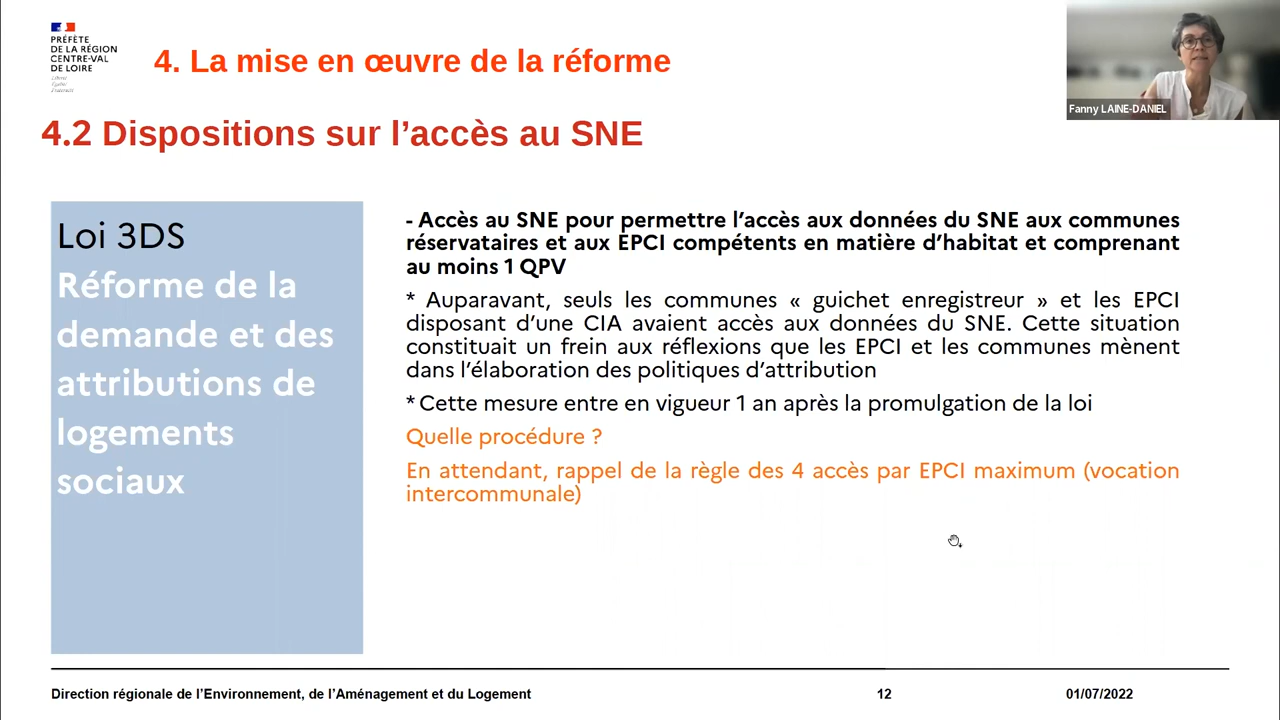 PRÉFÈTE
DE LA RÉGION
CENTRE-VAL
DE LOIRE
Liberté
Égalité
Fraternité
4. La mise en œuvre de la réforme
Fanny LAINE-DANIEL
4.2 Dispositions sur l’accès au SNE
Loi 3DS
Réforme de la
demande et des
attributions de
logements
sociaux
- Accès au SNE pour permettre l’accès aux données du SNE aux communes
réservataires et aux EPCI compétents en matière d’habitat et comprenant
au moins 1 QPV
* Auparavant, seuls les communes « guichet enregistreur » et les EPCI
disposant d’une CIA avaient accès aux données du SNE. Cette situation
constituait un frein aux réflexions que les EPCI et les communes mènent
dans l’élaboration des politiques d’attribution
* Cette mesure entre en vigueur 1 an après la promulgation de la loi
Quelle procédure ?
En attendant, rappel de la règle des 4 accès par EPCI maximum (vocation
intercommunale)
Direction régionale de l’Environnement, de l’Aménagement et du Logement
12
01/07/2022